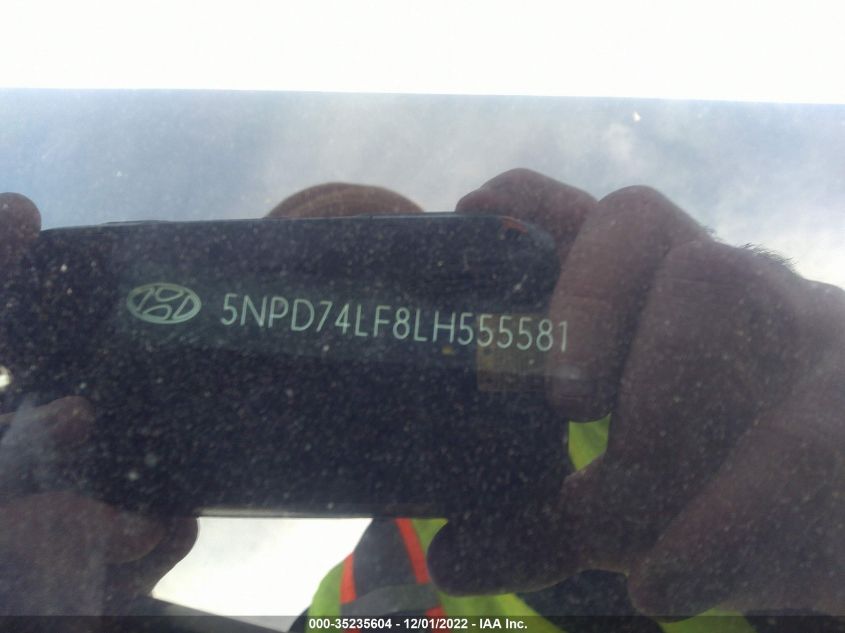 5NPD74LF8LH555581
000-35235604 - 12/01/2022 - IAA Inc.